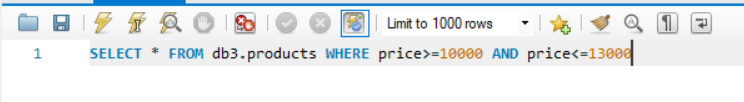 Limit to 1000 rows
1 SELECT * FROM db3.products WHERE price>=10000 AND price<=13000